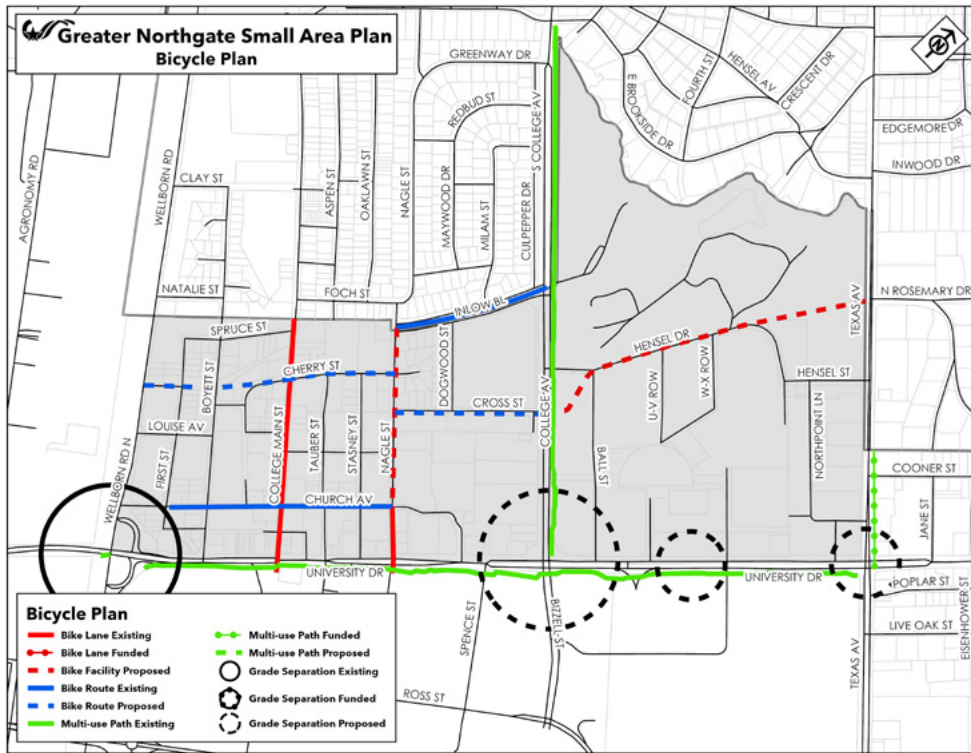 Greater Northgate Small Area Plan
Bicycle Plan
N
GREENWAY DR
REDBUD ST
S COLLEGE AV
E BROOKSIDE DR
FOURTH ST
HENSEL AV
CRESCENT DR
EDGEMORE DR
INWOOD DR
AGRONOMY RD
WELLBORN RD
CLAY ST
ASPEN ST
OAKLAWN ST
NAGLE ST
MAYWOOD DR
MILAM ST
CULPEPPER DR
NATALIE ST
FOCH ST
INLOW BL
TEXAS AV
N ROSEMARY DR
SPRUCE ST
BOYETT ST
CHERRY ST
DOGWOOD ST
HENSEL DR
U-V ROW
W-X ROW
HENSEL ST
CROSS ST
COLLEGE AV
LOUISE AV
FIRST ST
COLLEGE MAIN ST
TAUBER ST
STASNEY ST
NAGLE ST
BALL ST
NORTHPOINT LN
COONER ST
WELLBORN RD N
CHURCH AV
JANE ST
UNIVERSITY DR
UNIVERSITY DR
POPLAR ST
LIVE OAK ST
EISENHOWER ST
SPENCE ST
BIZZELL ST
TEXAS AV
ROSS ST
Bicycle Plan
Bike Lane Existing
Bike Lane Funded
Bike Facility Proposed
Bike Route Existing
Bike Route Proposed
Multi-use Path Existing
Multi-use Path Funded
Multi-use Path Proposed
Grade Separation Existing
Grade Separation Funded
Grade Separation Proposed